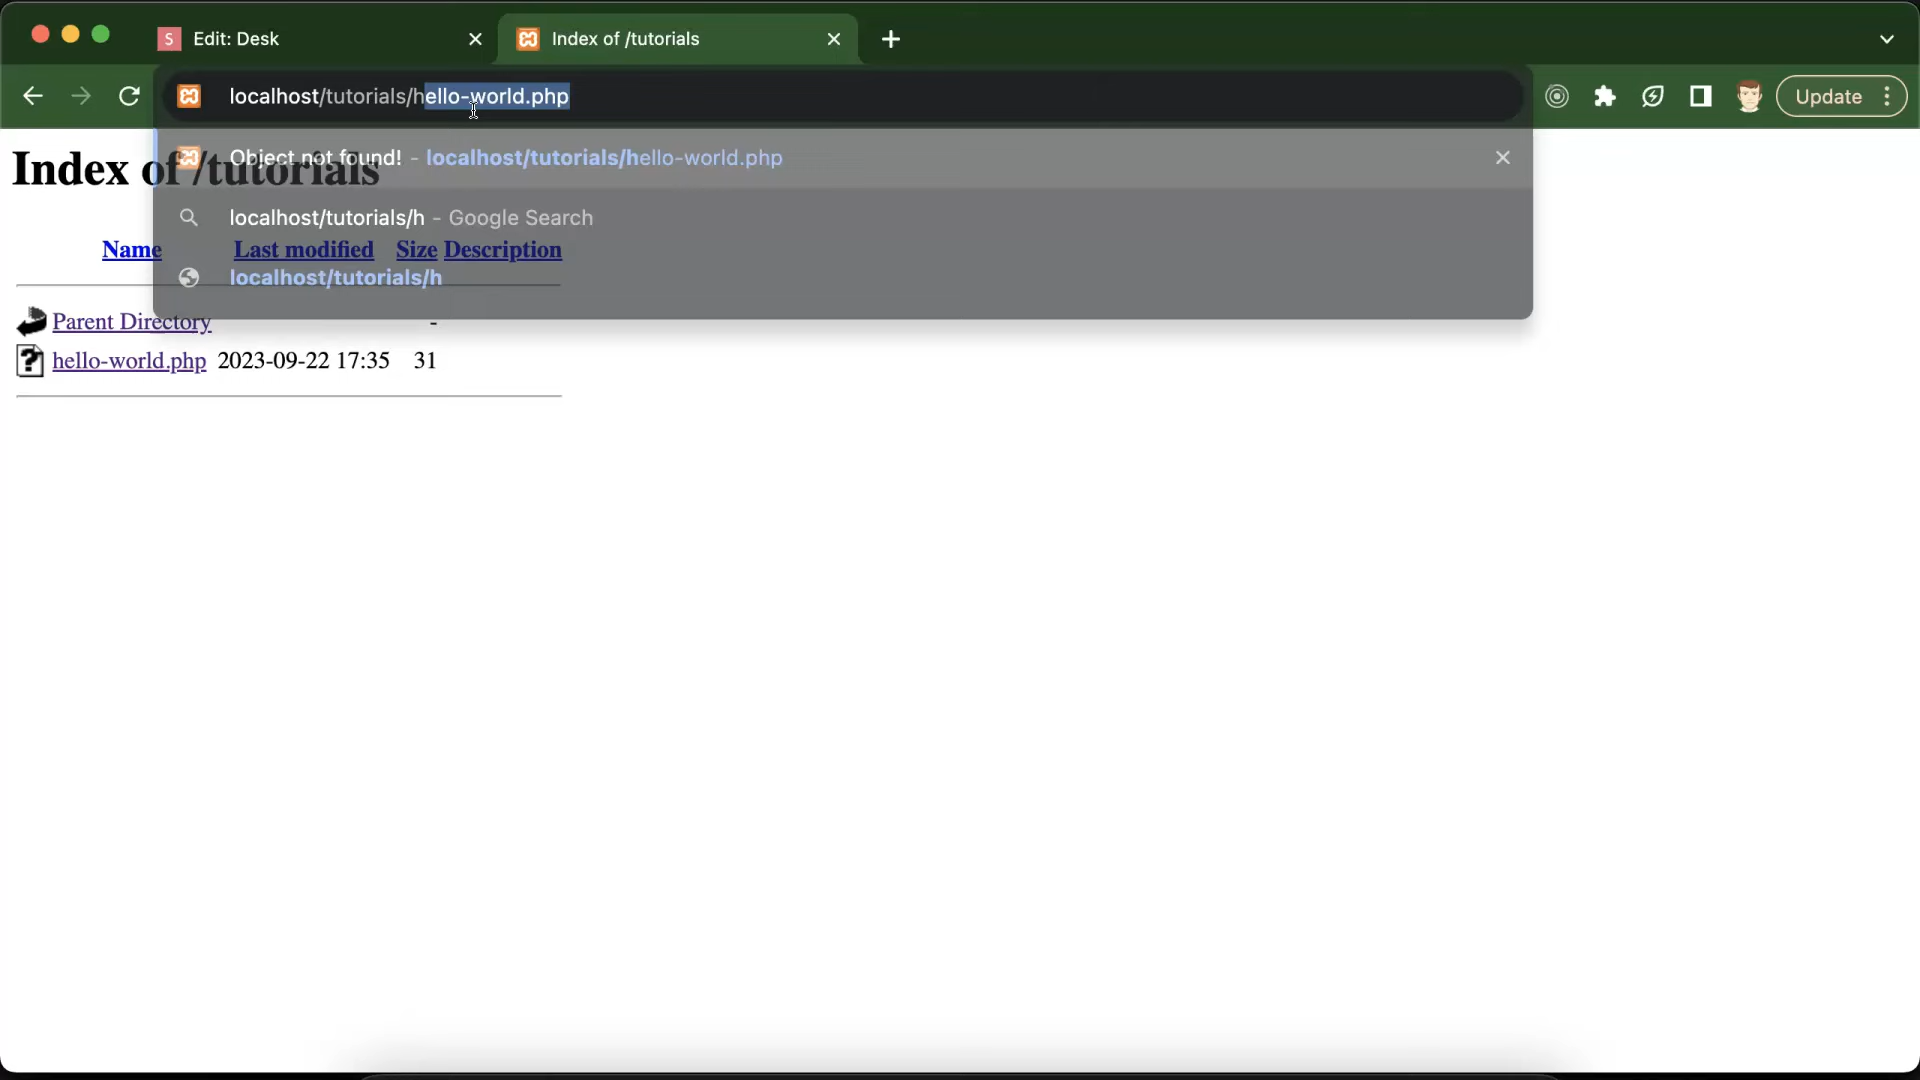 S Edit: Desk
Index of /tutorials
localhost/tutorials/hello-world.php
Update
Object not found! - localhost/tutorials/hello-world.php
Index of /tutorials
localhost/tutorials/h - Google Search
Name Last modified Size Description
localhost/tutorials/h
Parent Directory -
hello-world.php 2023-09-22 17:35 31